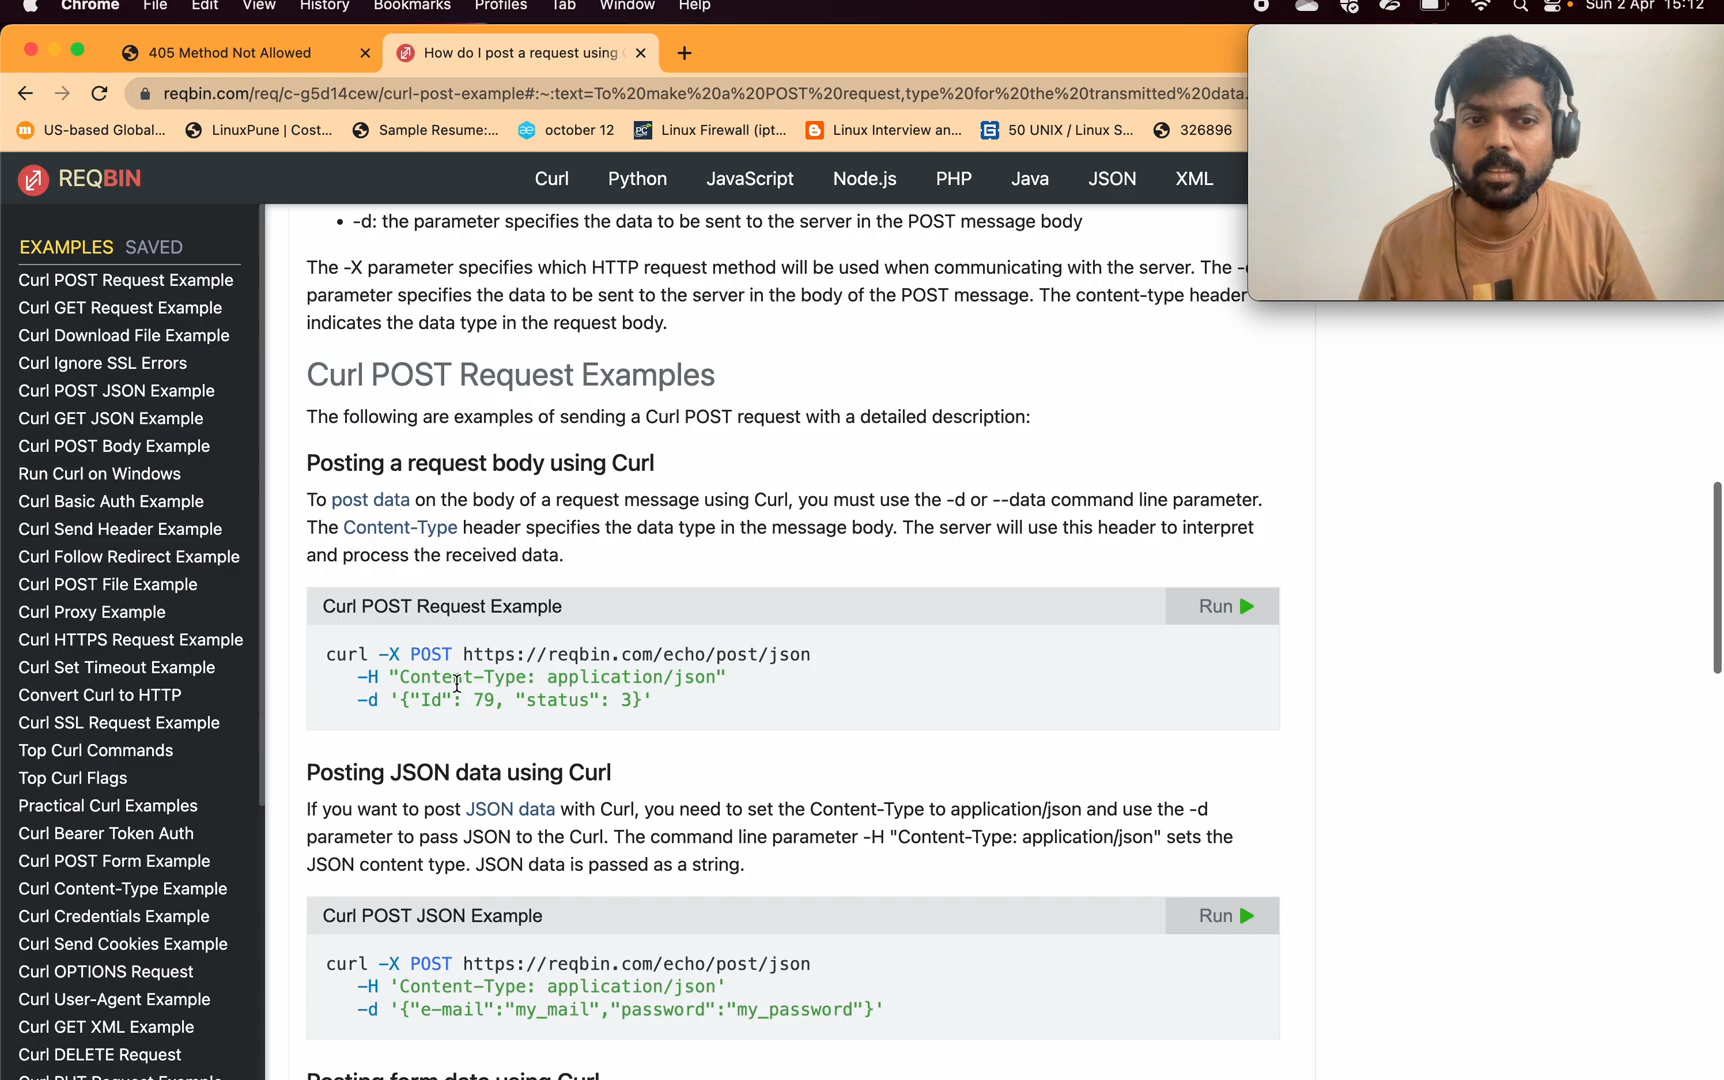 Chrome File Edit View History Bookmarks Profiles Tab Window Help Sun 2 Apr 15:12
405 Method Not Allowed
How do I post a request using
reqbin.com/req/c-g5d14cew/curl-post-example#:~:text=To%20make%20a%20POST%20request,type%20for%20the%20transmitted%20data.
US-based Global... LinuxPune | Cost... Sample Resume:... october 12 Linux Firewall (ipt... Linux Interview an... 50 UNIX / Linux S... 326896
REQBIN
Curl Python JavaScript Node.js PHP Java JSON XML
EXAMPLES SAVED
Curl POST Request Example
Curl GET Request Example
Curl Download File Example
Curl Ignore SSL Errors
Curl POST JSON Example
Curl GET JSON Example
Curl POST Body Example
Run Curl on Windows
Curl Basic Auth Example
Curl Send Header Example
Curl Follow Redirect Example
Curl POST File Example
Curl Proxy Example
Curl HTTPS Request Example
Curl Set Timeout Example
Convert Curl to HTTP
Curl SSL Request Example
Top Curl Commands
Top Curl Flags
Practical Curl Examples
Curl Bearer Token Auth
Curl POST Form Example
Curl Content-Type Example
Curl Credentials Example
Curl Send Cookies Example
Curl OPTIONS Request
Curl User-Agent Example
Curl GET XML Example
Curl DELETE Request
• -d: the parameter specifies the data to be sent to the server in the POST message body
The -X parameter specifies which HTTP request method will be used when communicating with the server. The
parameter specifies the data to be sent to the server in the body of the POST message. The content-type header
indicates the data type in the request body.
Curl POST Request Examples
The following are examples of sending a Curl POST request with a detailed description:
Posting a request body using Curl
To post data on the body of a request message using Curl, you must use the -d or --data command line parameter.
The Content-Type header specifies the data type in the message body. The server will use this header to interpret
and process the received data.
Curl POST Request Example Run
curl -X POST https://reqbin.com/echo/post/json
-H "Content-Type: application/json"
-d '{"Id": 79, "status": 3}'
Posting JSON data using Curl
If you want to post JSON data with Curl, you need to set the Content-Type to application/json and use the -d
parameter to pass JSON to the Curl. The command line parameter -H "Content-Type: application/json" sets the
JSON content type. JSON data is passed as a string.
Curl POST JSON Example Run
curl -X POST https://reqbin.com/echo/post/json
-H 'Content-Type: application/json'
-d '{"e-mail":"my_mail","password":"my_password"}'
Posting form data using Curl